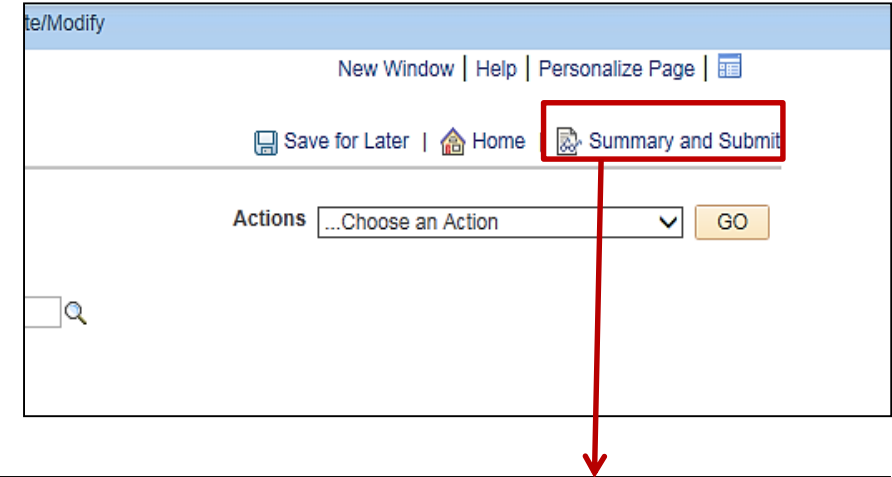 te/Modify
New Window | Help | Personalize Page |
Save for Later | Home | Summary and Submit
Actions ...Choose an Action GO